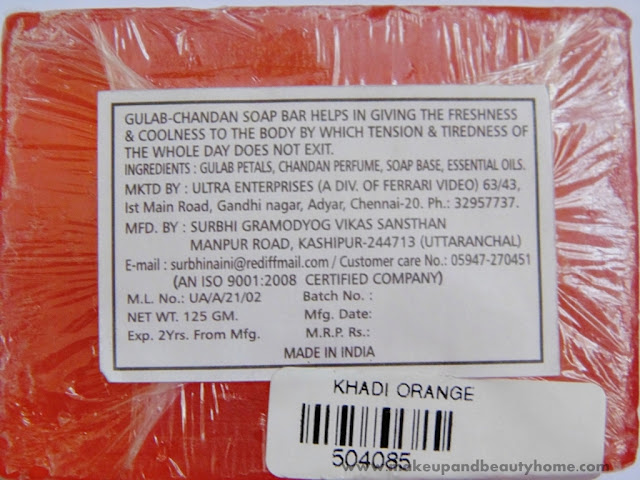 GULAB-CHANDAN SOAP BAR HELPS IN GIVING THE FRESHNESS
& COOLNESS TO THE BODY BY WHICH TENSION & TIREDNESS OF
THE WHOLE DAY DOES NOT EXIT.
INGREDIENTS : GULAB PETALS, CHANDAN PERFUME, SOAP BASE, ESSENTIAL OILS.
MKTD BY : ULTRA ENTERPRISES (A DIV. OF FERRARI VIDEO) 63/43,
Ist Main Road, Gandhi nagar, Adyar, Chennai-20. Ph.: 32957737.
MFD. BY : SURBHI GRAMODYOG VIKAS SANSTHAN
MANPUR ROAD, KASHIPUR-244713 (UTTARANCHAL)
E-mail : surbhinaini@rediffmail.com / Customer care No.: 05947-270451
(AN ISO 9001:2008 CERTIFIED COMPANY)
M.L. No.: UA/A/21/02 Batch No. :
NET WT. 125 GM. Mfg. Date:
Exp. 2Yrs. From Mfg. M.R.P. Rs.:
MADE IN INDIA
KHADI ORANGE
504085
www.makeupandbeautyhome.com